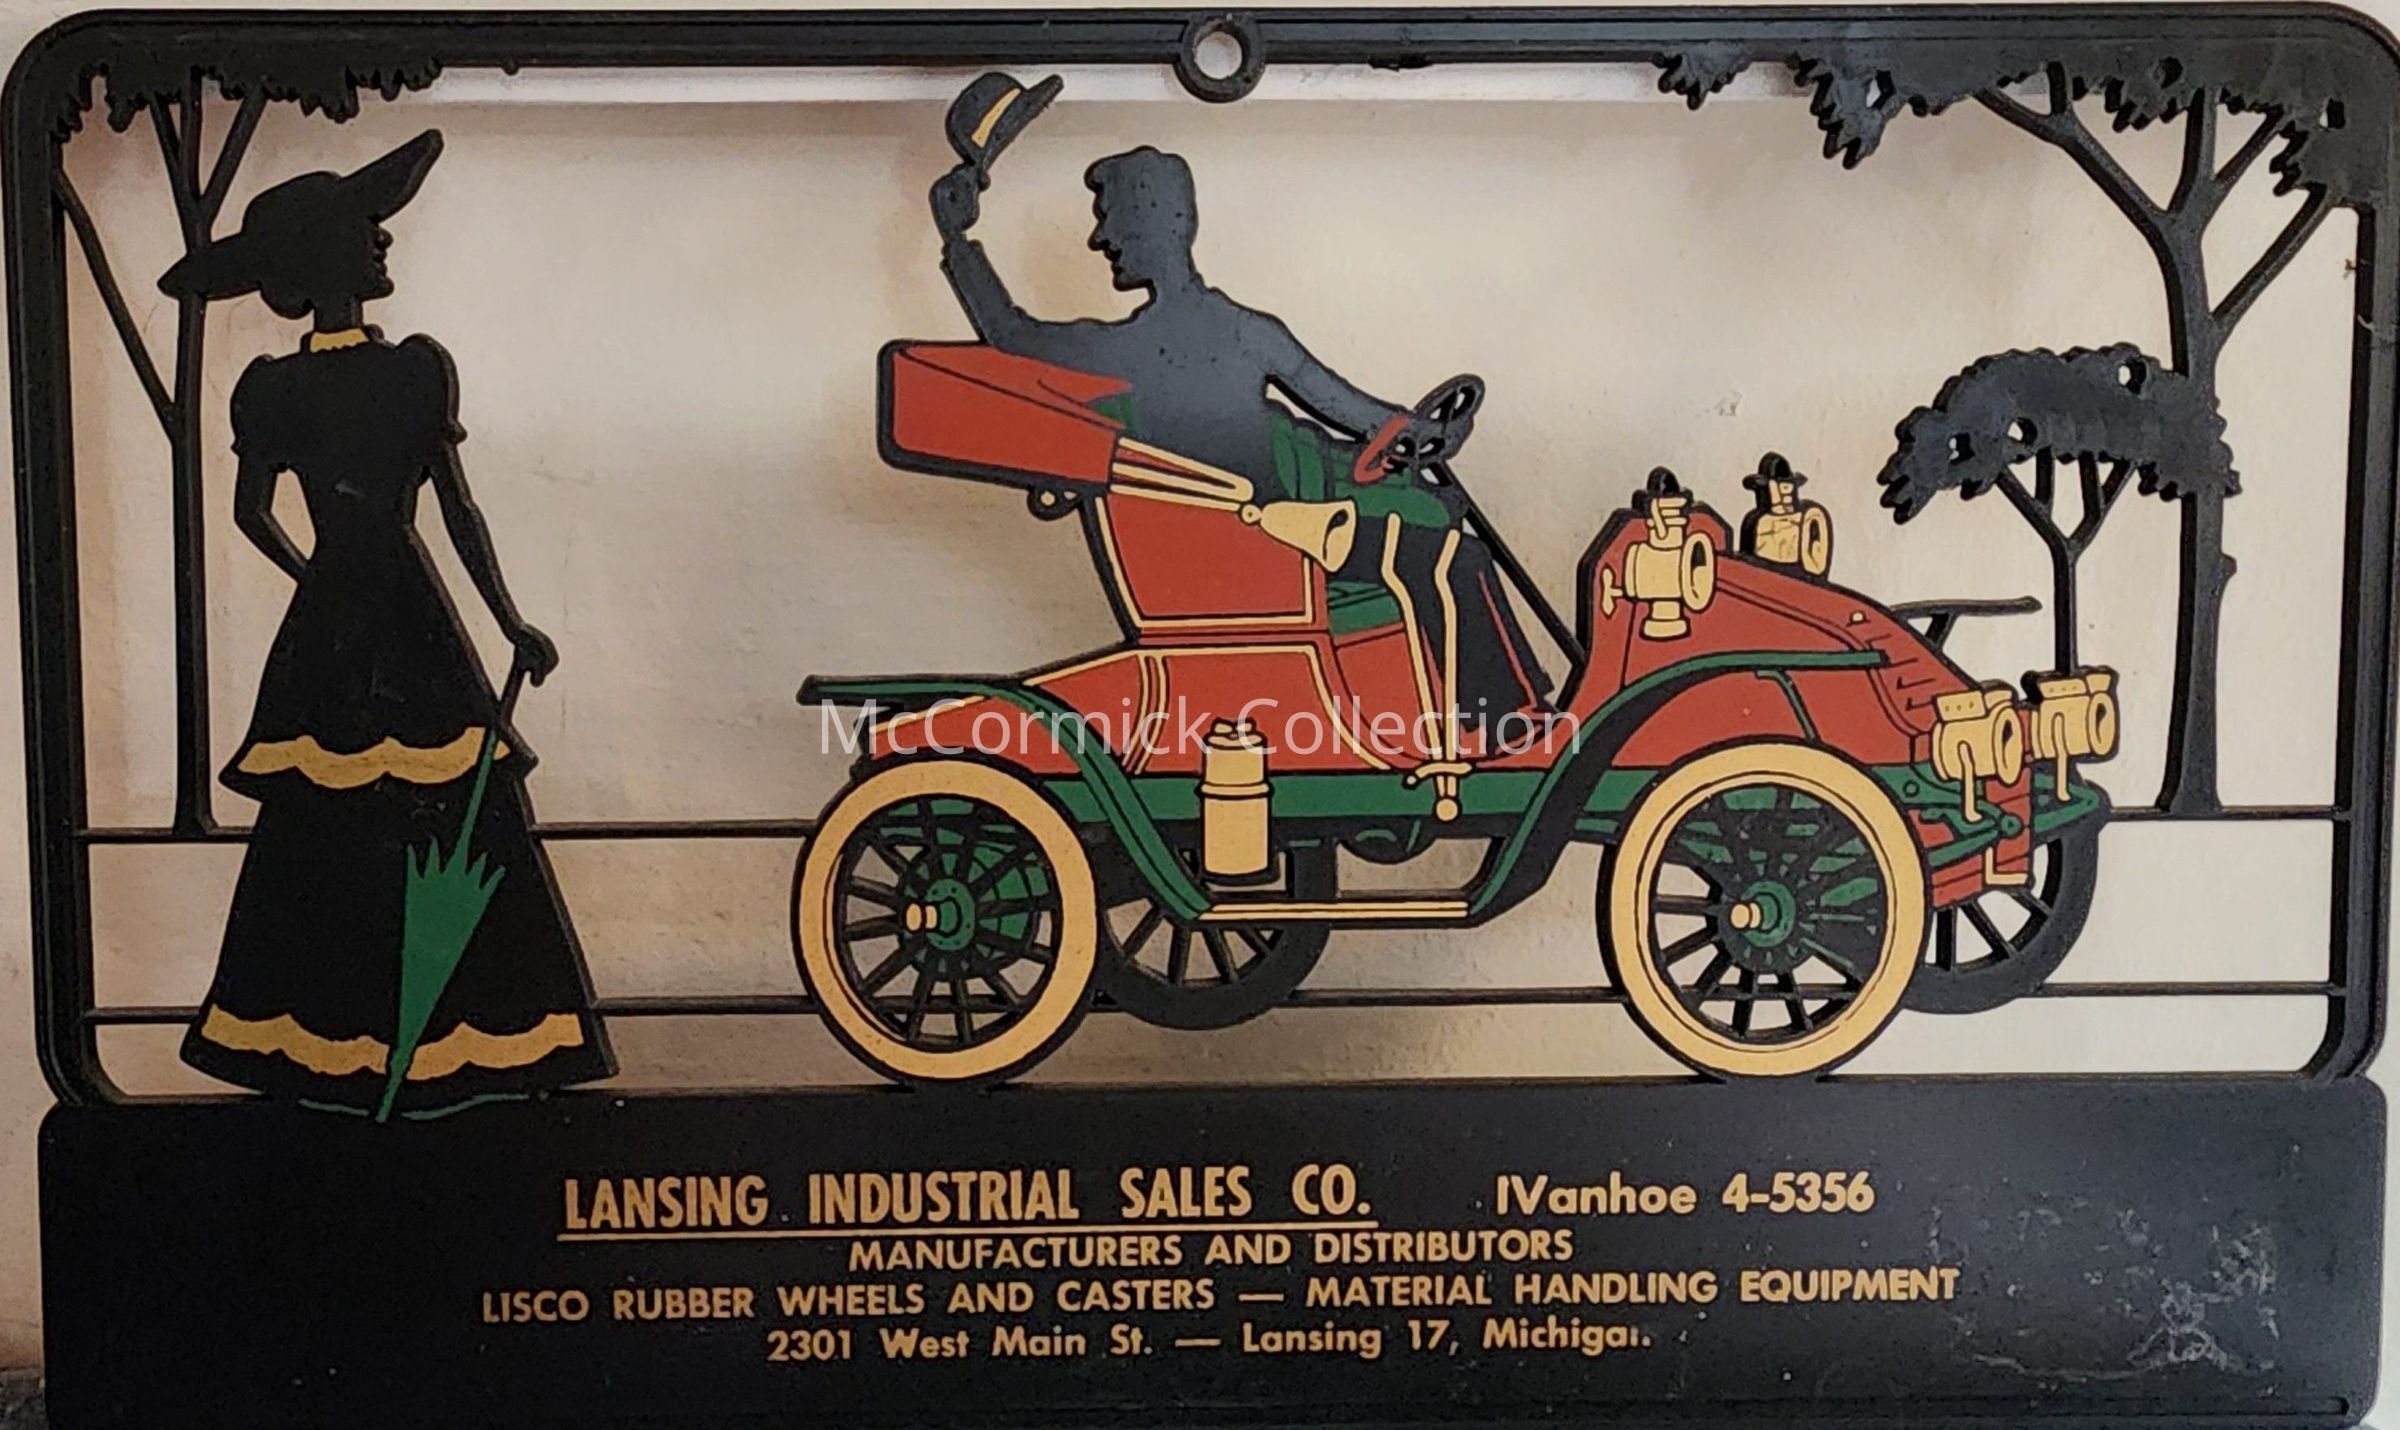 McCormick Collection
LANSING INDUSTRIAL SALES CO. IVanhoe 4-5356
MANUFACTURERS AND DISTRIBUTORS
LISCO RUBBER WHEELS AND CASTERS — MATERIAL HANDLING EQUIPMENT
2301 West Main St. — Lansing 17, Michigan.